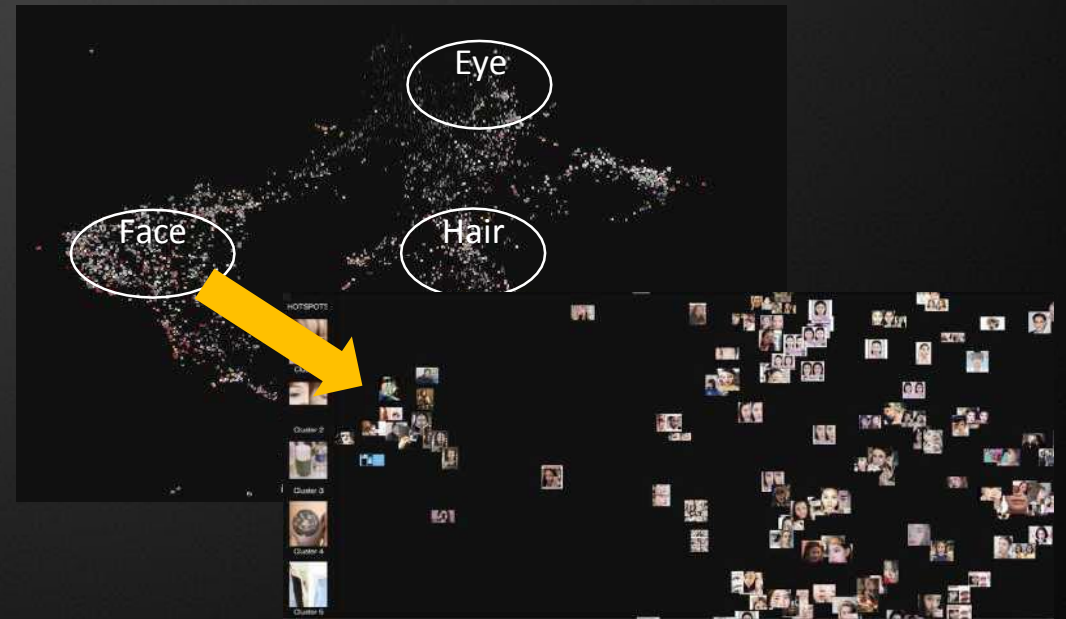 Eye
Face
Hair
HOTSPOTS
Cluster 2
Cluster 3
Cluster 4
Cluster 5